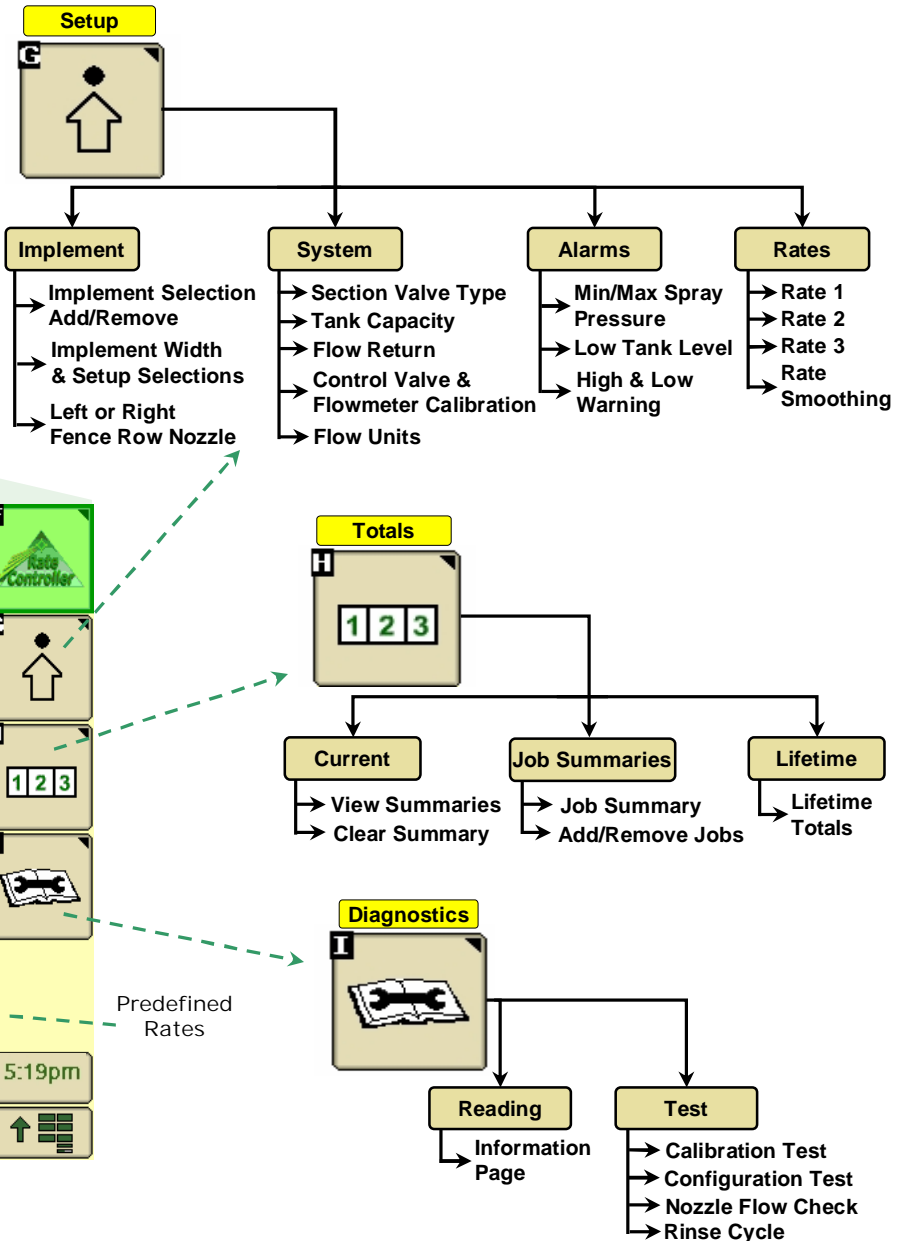 Setup
G
Implement
System
Alarms
Rates
Implement Selection
Add/Remove
Implement Width
& Setup Selections
Left or Right
Fence Row Nozzle
Section Valve Type
Tank Capacity
Flow Return
Control Valve &
Flowmeter Calibration
Flow Units
Min/Max Spray
Pressure
Low Tank Level
High & Low
Warning
Rate 1
Rate 2
Rate 3
Rate
Smoothing
Rate
Controller
1 2 3
5:19pm
Predefined
Rates
Totals
H
1 2 3
Current
Job Summaries
Lifetime
View Summaries
Clear Summary
Job Summary
Add/Remove Jobs
Lifetime
Totals
Diagnostics
I
Reading
Test
Information
Page
Calibration Test
Configuration Test
Nozzle Flow Check
Rinse Cycle